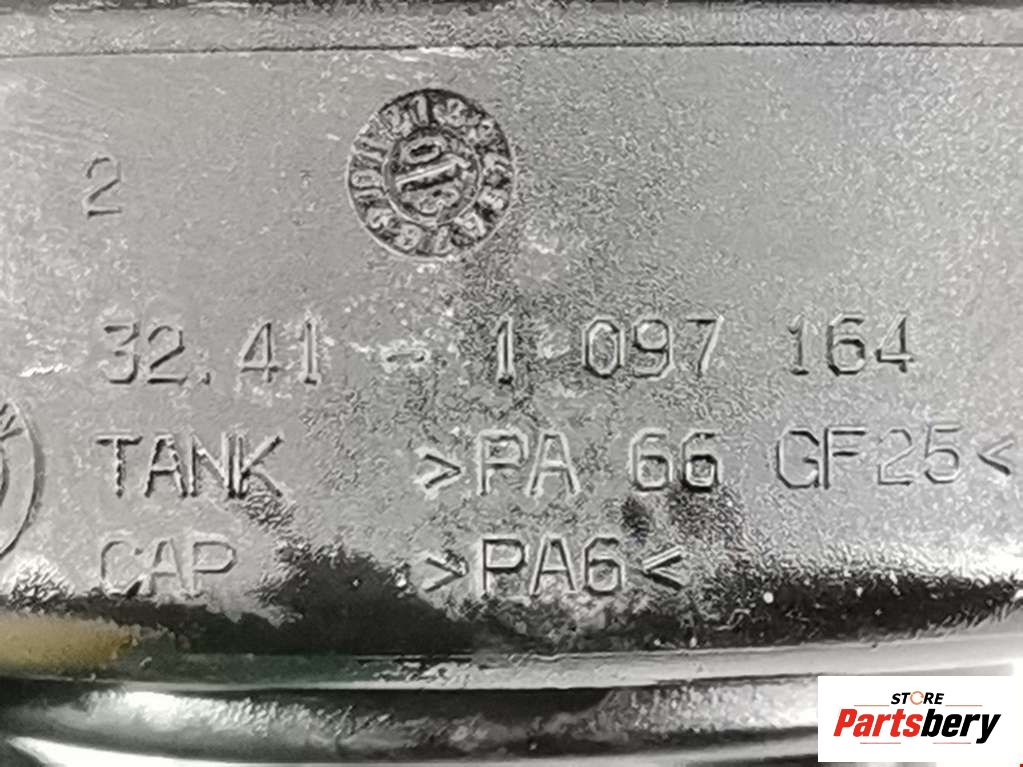 2
32.41 - 1 097 164
TANK >PA 66 GF25<
CAP >PA6<
STORE
Partsbery